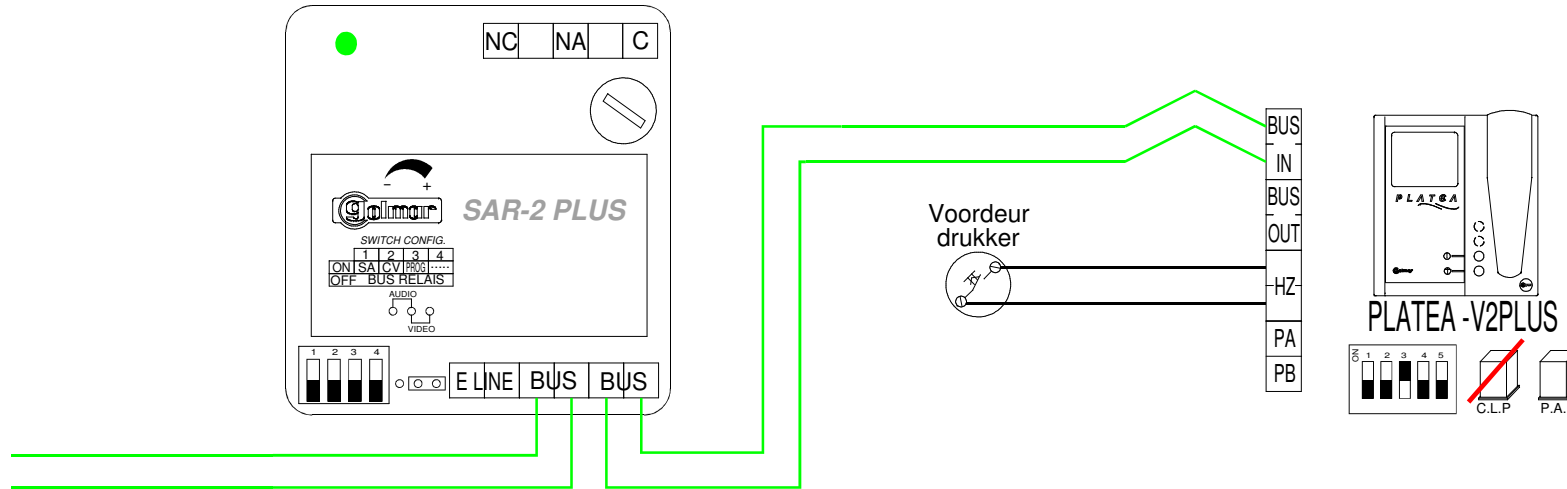 NC NA C
– +
golmar SAR-2 PLUS
SWITCH CONFIG.
1 2 3 4
ON SA CV PROG .....
OFF BUS RELAIS
AUDIO
VIDEO
1 2 3 4
E LINE BUS BUS
Voordeur
drukker
BUS
IN
BUS
OUT
HZ
PA
PB
PLATEA
Golmar
PLATEA -V2PLUS
ON 1 2 3 4 5
C.L.P P.A.